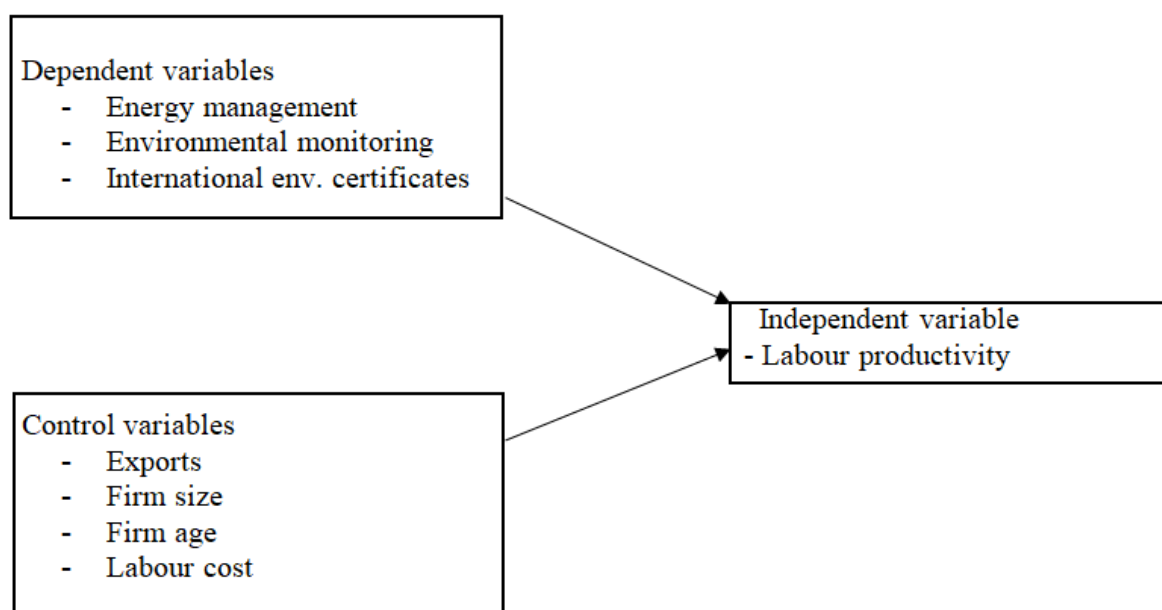 Dependent variables
- Energy management
- Environmental monitoring
- International env. certificates
Independent variable
- Labour productivity
Control variables
- Exports
- Firm size
- Firm age
- Labour cost